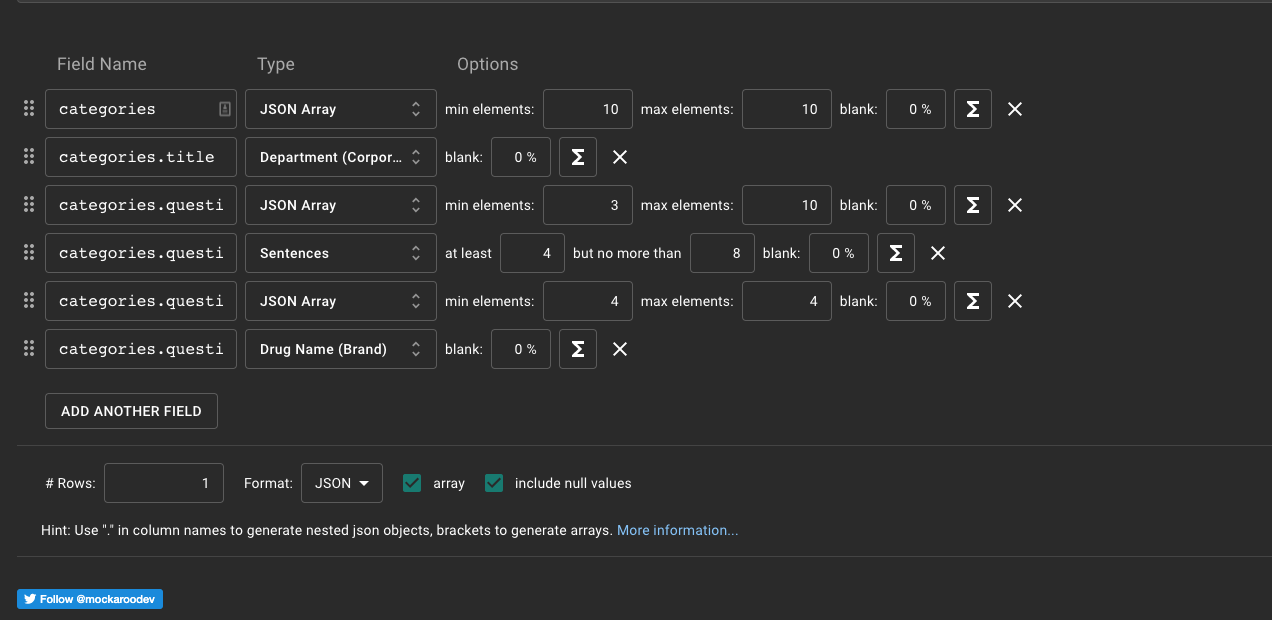 Field Name Type Options
categories JSON Array min elements: 10 max elements: 10 blank: 0 % Σ
categories.title Department (Corpor... blank: 0 % Σ
categories.questi JSON Array min elements: 3 max elements: 10 blank: 0 % Σ
categories.questi Sentences at least 4 but no more than 8 blank: 0 % Σ
categories.questi JSON Array min elements: 4 max elements: 4 blank: 0 % Σ
categories.questi Drug Name (Brand) blank: 0 % Σ
ADD ANOTHER FIELD
# Rows: 1 Format: JSON array include null values
Hint: Use "." in column names to generate nested json objects, brackets to generate arrays. More information...
Follow @mockaroodev